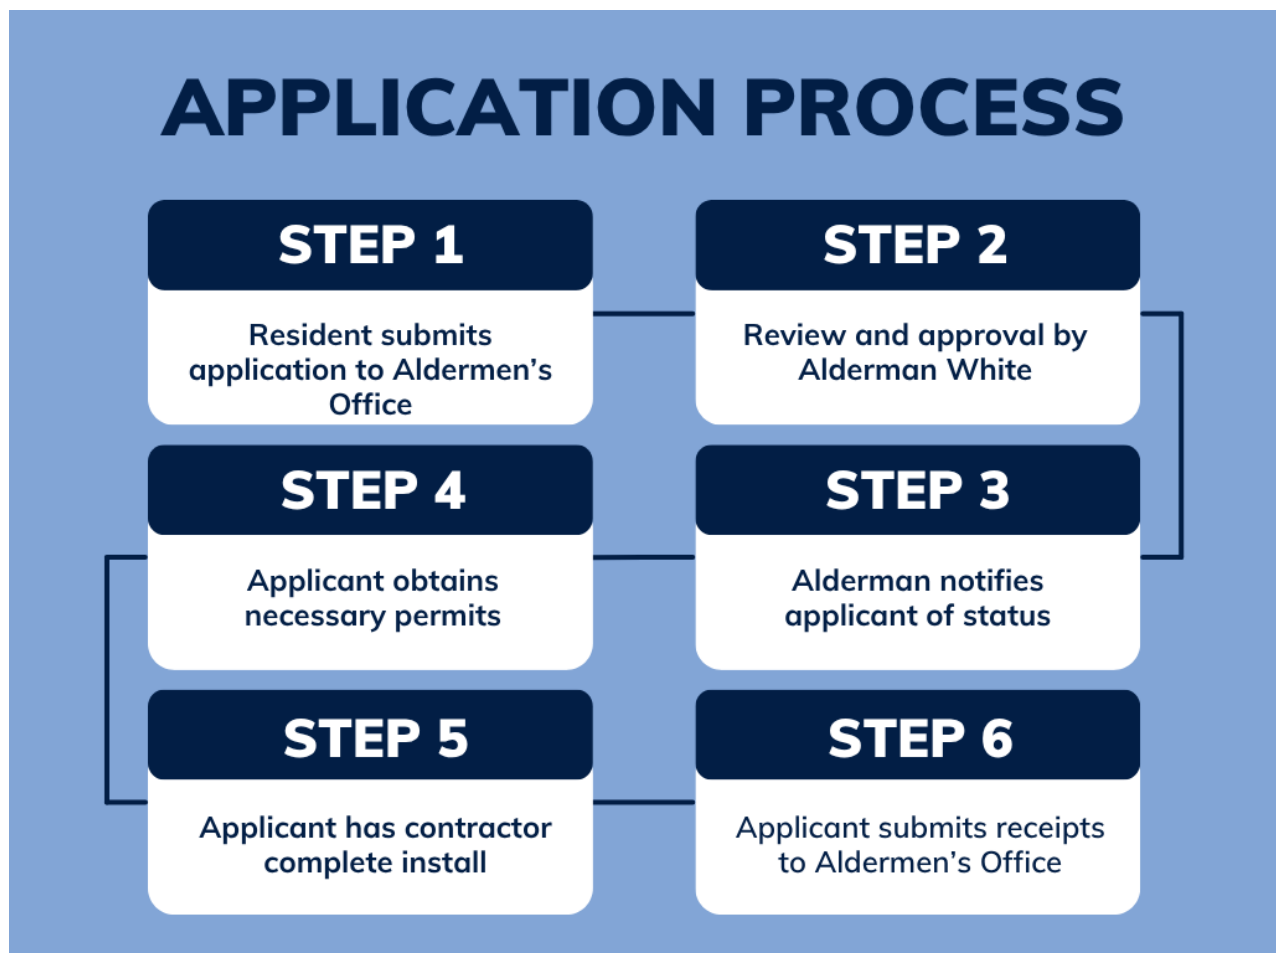 APPLICATION PROCESS
STEP 1
Resident submits
application to Aldermen’s
Office
STEP 2
Review and approval by
Alderman White
STEP 3
Alderman notifies
applicant of status
STEP 4
Applicant obtains
necessary permits
STEP 5
Applicant has contractor
complete install
STEP 6
Applicant submits receipts
to Aldermen’s Office